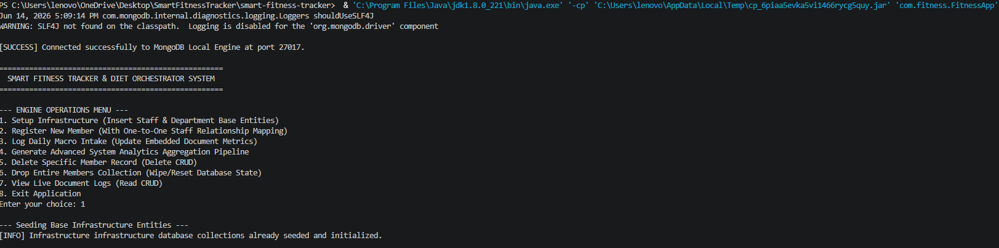 PS C:\Users\lenovo\OneDrive\Desktop\SmartFitnessTracker\smart-fitness-tracker>  & 'C:\Program Files\Java\jdk1.8.0_221\bin\java.exe' '-cp' 'C:\Users\lenovo\AppData\Local\Temp\cp_6piaa5evka5vi1466rycg5quy.jar' 'com.fitness.FitnessApp'
Jun 14, 2026 5:09:14 PM com.mongodb.internal.diagnostics.logging.Loggers shouldUseSLF4J
WARNING: SLF4J not found on the classpath.  Logging is disabled for the 'org.mongodb.driver' component
[SUCCESS] Connected successfully to MongoDB Local Engine at port 27017.
====================================================
SMART FITNESS TRACKER & DIET ORCHESTRATOR SYSTEM
====================================================
--- ENGINE OPERATIONS MENU ---
1. Setup Infrastructure (Insert Staff & Department Base Entities)
2. Register New Member (With One-to-One Staff Relationship Mapping)
3. Log Daily Macro Intake (Update Embedded Document Metrics)
4. Generate Advanced System Analytics Aggregation Pipeline
5. Delete Specific Member Record (Delete CRUD)
6. Drop Entire Members Collection (Wipe/Reset Database State)
7. View Live Document Logs (Read CRUD)
8. Exit Application
Enter your choice: 1
--- Seeding Base Infrastructure Entities ---
[INFO] Infrastructure infrastructure database collections already seeded and initialized.